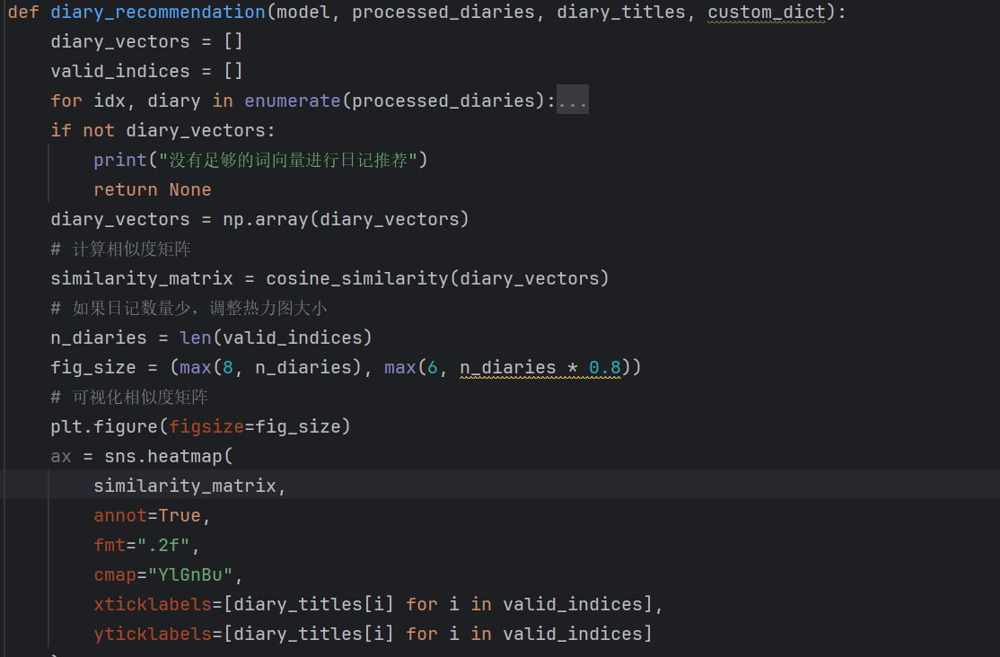 def diary_recommendation(model, processed_diaries, diary_titles, custom_dict):
    diary_vectors = []
    valid_indices = []
    for idx, diary in enumerate(processed_diaries):...
    if not diary_vectors:
        print("没有足够的词向量进行日记推荐")
        return None
    diary_vectors = np.array(diary_vectors)
    # 计算相似度矩阵
    similarity_matrix = cosine_similarity(diary_vectors)
    # 如果日记数量少，调整热力图大小
    n_diaries = len(valid_indices)
    fig_size = (max(8, n_diaries), max(6, n_diaries * 0.8))
    # 可视化相似度矩阵
    plt.figure(figsize=fig_size)
    ax = sns.heatmap(
        similarity_matrix,
        annot=True,
        fmt=".2f",
        cmap="YlGnBu",
        xticklabels=[diary_titles[i] for i in valid_indices],
        yticklabels=[diary_titles[i] for i in valid_indices]